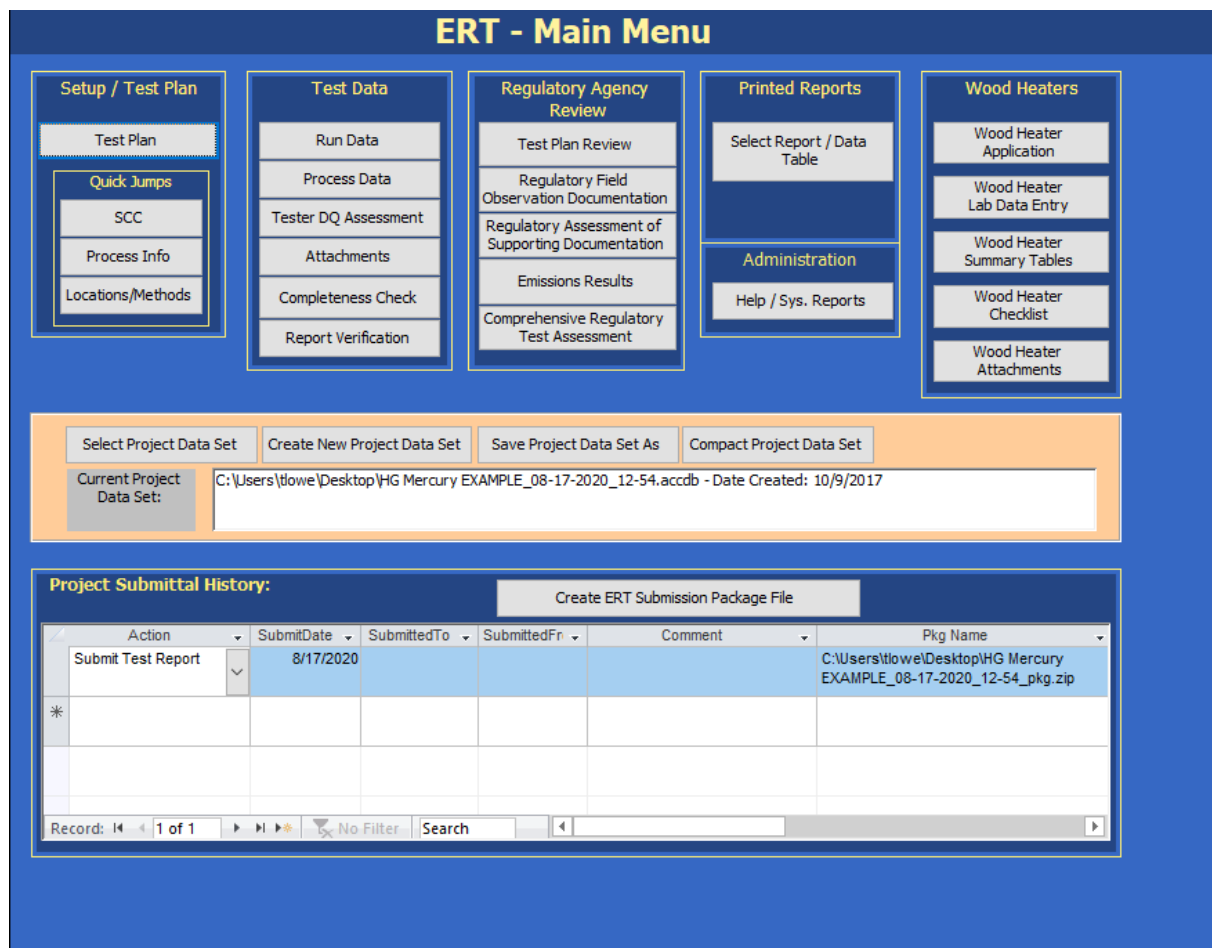 ERT - Main Menu
Setup / Test Plan
Test Plan
Quick Jumps
SCC
Process Info
Locations/Methods
Test Data
Run Data
Process Data
Tester DQ Assessment
Attachments
Completeness Check
Report Verification
Regulatory Agency
Review
Test Plan Review
Regulatory Field
Observation Documentation
Regulatory Assessment of
Supporting Documentation
Emissions Results
Comprehensive Regulatory
Test Assessment
Printed Reports
Select Report / Data
Table
Administration
Help / Sys. Reports
Wood Heaters
Wood Heater
Application
Wood Heater
Lab Data Entry
Wood Heater
Summary Tables
Wood Heater
Checklist
Wood Heater
Attachments
Select Project Data Set
Create New Project Data Set
Save Project Data Set As
Compact Project Data Set
Current Project
Data Set:
C:\Users\tlowe\Desktop\HG Mercury EXAMPLE_08-17-2020_12-54.accdb - Date Created: 10/9/2017
Project Submittal History:
Create ERT Submission Package File
Action SubmitDate SubmittedTo SubmittedFr Comment Pkg Name
Submit Test Report 8/17/2020 C:\Users\tlowe\Desktop\HG Mercury
EXAMPLE_08-17-2020_12-54_pkg.zip
Record: 1 of 1 No Filter Search